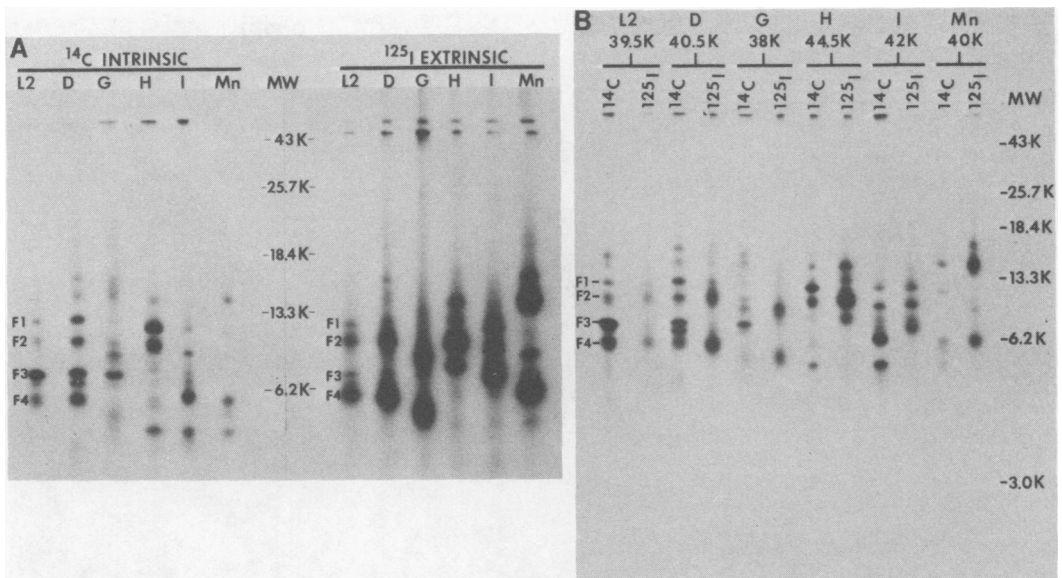 A
14C INTRINSIC
125I EXTRINSIC
L2 D G H I Mn MW L2 D G H I Mn
-43K-
-25.7K-
-18.4K-
-13.3K-
-6.2K-
F1
F2
F3
F4
F1
F2
F3
F4
B
L2 D G H I Mn
39.5K 40.5K 38K 44.5K 42K 40K
14C 125I 14C 125I 14C 125I 14C 125I 14C 125I 14C 125I MW
-43K
-25.7K
-18.4K
-13.3K
-6.2K
-3.0K
F1-
F2-
F3-
F4-